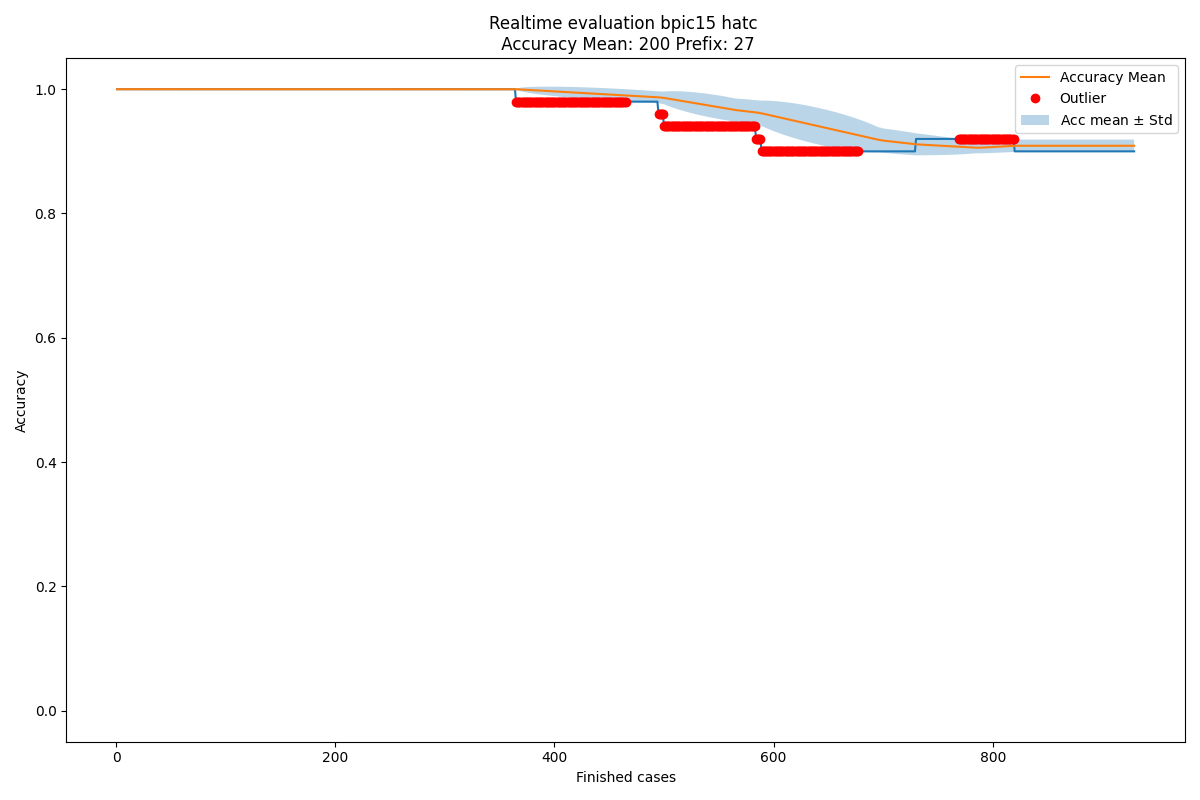 Realtime evaluation bpic15 hatc
Accuracy Mean: 200 Prefix: 27
Accuracy Mean
Outlier
Acc mean ± Std
1.0
0.8
0.6
0.4
0.2
0.0
Accuracy
0
200
400
600
800
Finished cases